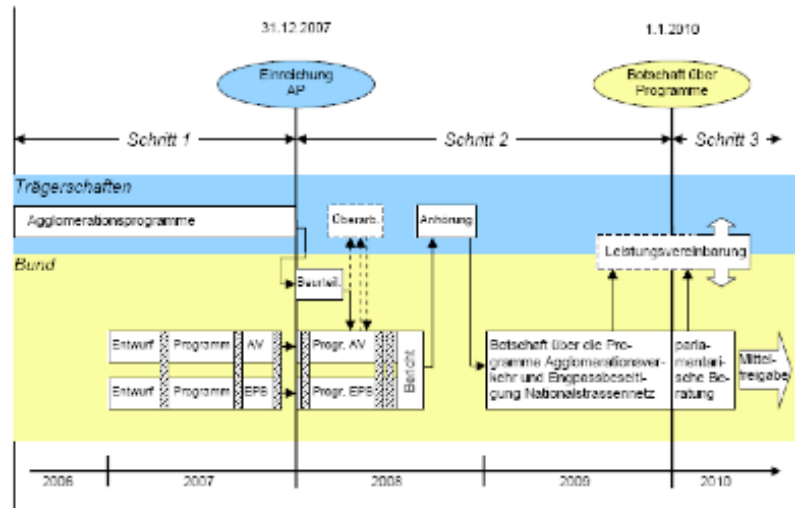 31.12.2007
1.1.2010
Einreichung
AP
Botschaft über
Programme
Schritt 1
Schritt 2
Schritt 3
Trägerschaften
Agglomerationsprogramme
Überarb.
Anhörung
Leistungsvereinbarung
Bund
Beurteil.
Entwurf
Programm
AV
Progr. AV
Bericht
Entwurf
Programm
EPB
Progr. EPB
Botschaft über die Pro-
gramme Agglomerationsver-
kehr und Engpassbeseiti-
gung Nationalstrassennetz
parla-
mentari-
sche Be-
ratung
Mittel-
freigabe
2006
2007
2008
2009
2010